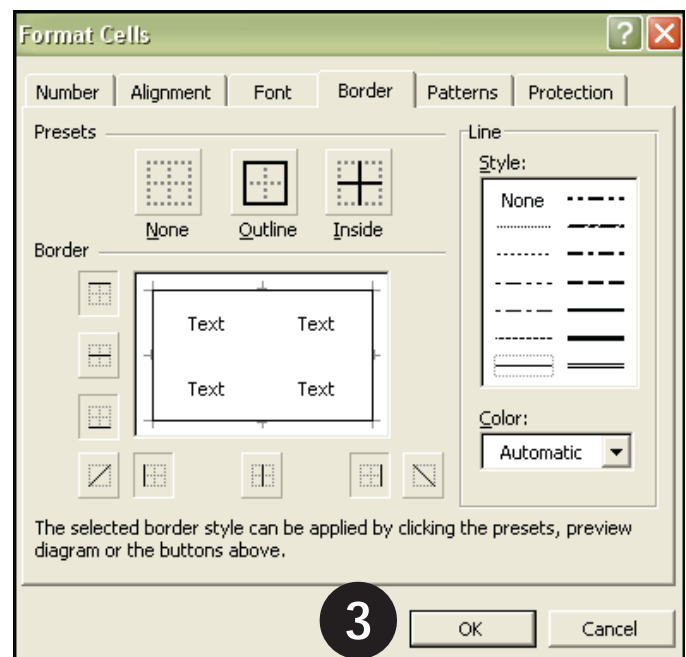 Format Cells
Number Alignment Font Border Patterns Protection
Presets
None Outline Inside
Line
Style:
None
Border
Text Text
Text Text
Color:
Automatic
The selected border style can be applied by clicking the presets, preview
diagram or the buttons above.
3
OK Cancel